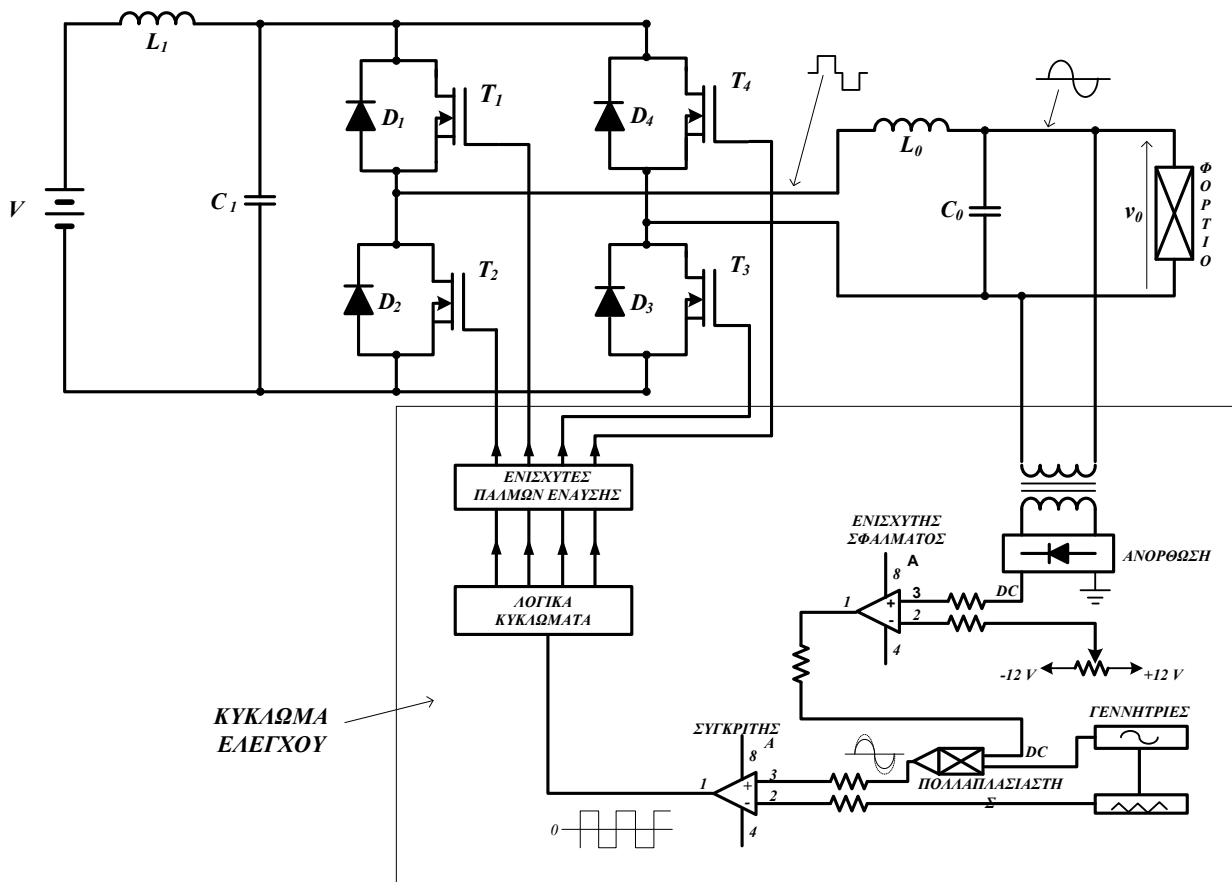 L1
V
C1
D1
T1
D4
T4
D2
T2
D3
T3
L0
C0
v0
ΦΟΡΤΙΟ
ΕΝΙΣΧΥΤΕΣ
ΠΑΛΜΩΝ ΕΝΑΥΣΗΣ
ΛΟΓΙΚΑ
ΚΥΚΛΩΜΑΤΑ
ΚΥΚΛΩΜΑ
ΕΛΕΓΧΟΥ
ΕΝΙΣΧΥΤΗΣ
ΣΦΑΛΜΑΤΟΣ
8 A
1
+ 3
- 2
4
DC
ΑΝΟΡΘΩΣΗ
-12 V
+12 V
ΣΥΓΚΡΙΤΗΣ
8 A
1
+ 3
- 2
4
0
DC
ΠΟΛΛΑΠΛΑΣΙΑΣΤΗ
Σ
ΓΕΝΝΗΤΡΙΕΣ